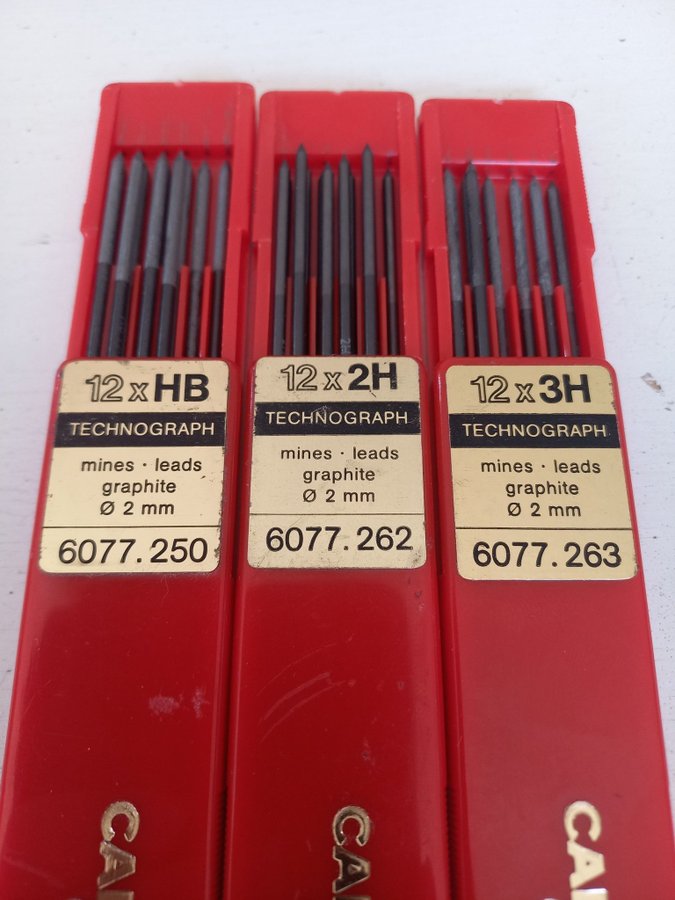 12 x HB
TECHNOGRAPH
mines · leads
graphite
Ø 2 mm
6077.250
12 x 2H
TECHNOGRAPH
mines · leads
graphite
Ø 2 mm
6077.262
12 x 3H
TECHNOGRAPH
mines · leads
graphite
Ø 2 mm
6077.263
2H